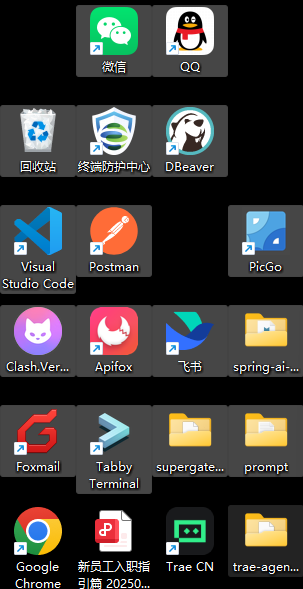 微信
QQ
回收站
终端防护中心
DBeaver
Visual
Studio Code
Postman
PicGo
Clash.Ver...
Apifox
飞书
spring-ai-...
Foxmail
Tabby
Terminal
supergate...
prompt
Google
Chrome
新员工入职指
引篇 20250...
Trae CN
trae-agen...